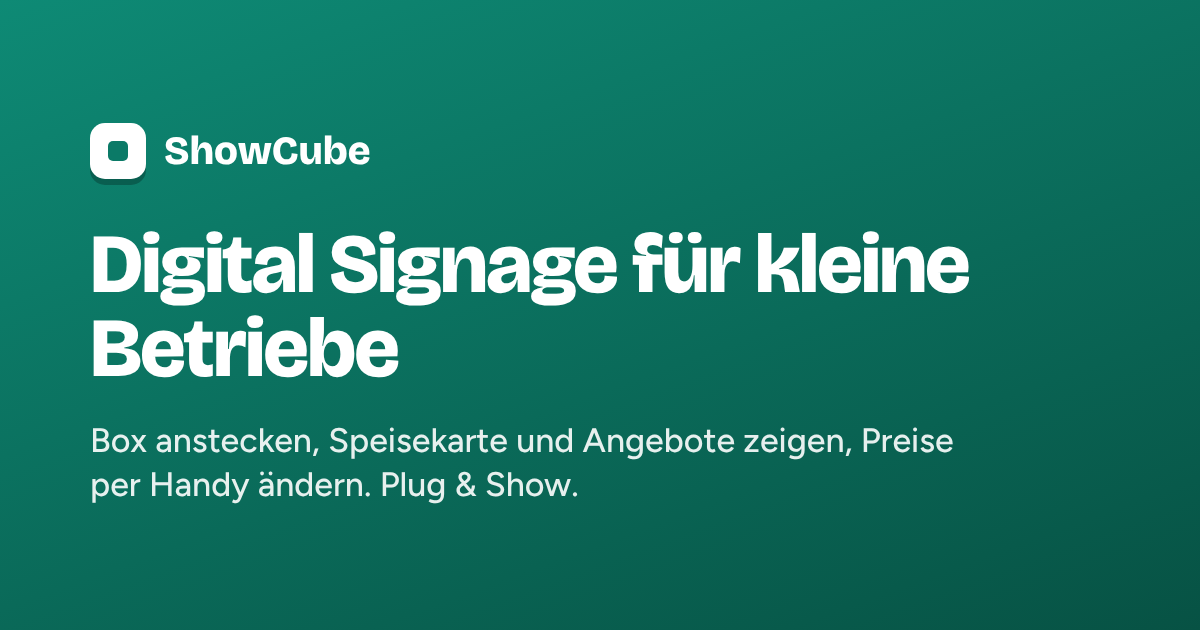 ShowCube
Digital Signage für kleine
Betriebe
Box anstecken, Speisekarte und Angebote zeigen, Preise
per Handy ändern. Plug & Show.